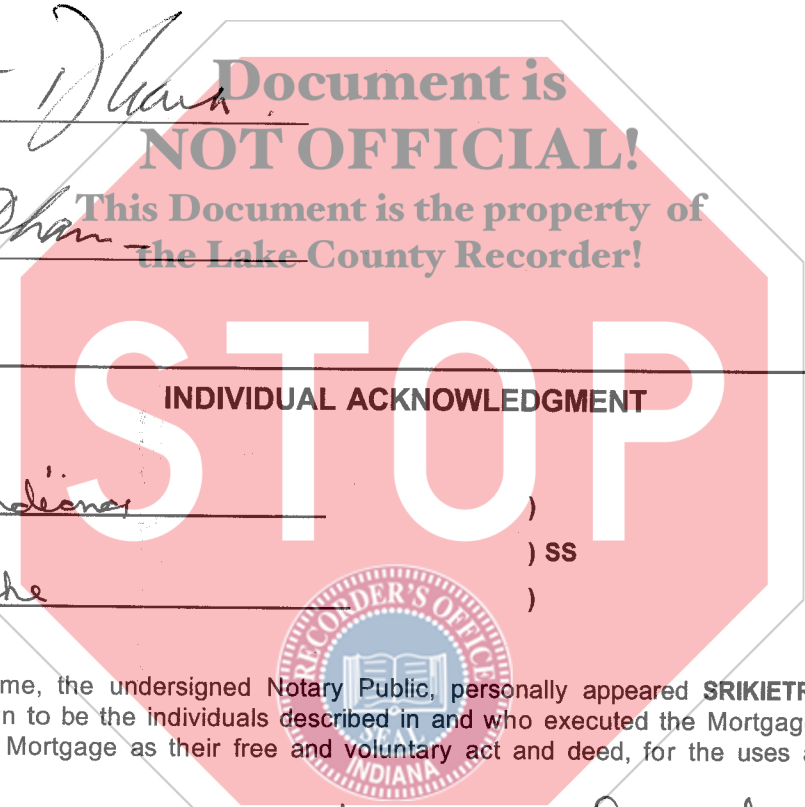 Dhara
Document is
NOT OFFICIAL!
This Document is the property of
the Lake County Recorder!
STOP
INDIVIDUAL ACKNOWLEDGMENT
ndiana )
) SS
)
RECORDER'S OFFICE
SEAL
INDIANA
me, the undersigned Notary Public, personally appeared SRIKIETR
n to be the individuals described in and who executed the Mortgag
Mortgage as their free and voluntary act and deed, for the uses a